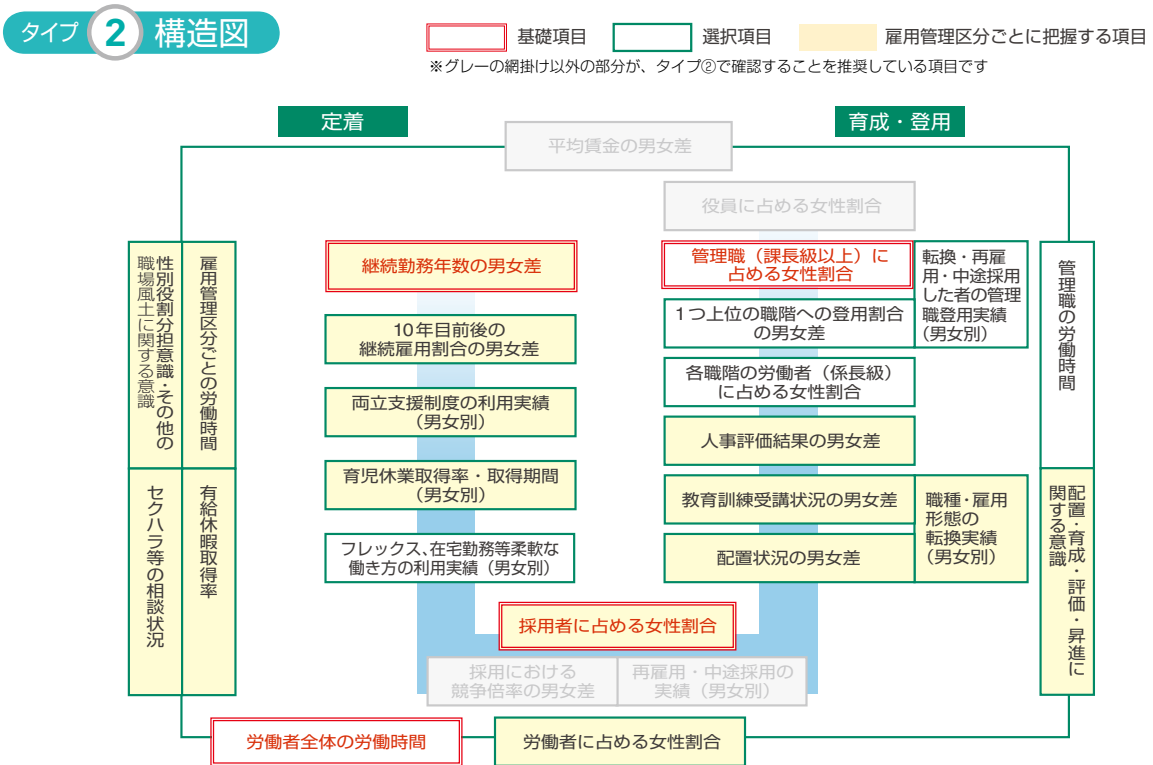 タイプ 2 構造図
基礎項目
選択項目
雇用管理区分ごとに把握する項目
※グレーの網掛け以外の部分が、タイプ②で確認することを推奨している項目です
定着
育成・登用
平均賃金の男女差
役員に占める女性割合
性別役割分担意識・その他の
職場風土に関する意識
雇用管理区分ごとの労働時間
セクハラ等の相談状況
有給休暇取得率
継続勤務年数の男女差
10年目前後の
継続雇用割合の男女差
両立支援制度の利用実績
（男女別）
育児休業取得率・取得期間
（男女別）
フレックス、在宅勤務等柔軟な
働き方の利用実績（男女別）
管理職（課長級以上）に
占める女性割合
転換・再雇
用・中途採用
した者の管理
職登用実績
（男女別）
1つ上位の職階への登用割合
の男女差
各職階の労働者（係長級）
に占める女性割合
人事評価結果の男女差
教育訓練受講状況の男女差
配置状況の男女差
職種・雇用
形態の
転換実績
（男女別）
管理職の労働時間
配置・育成・評価・昇進に
関する意識
採用者に占める女性割合
採用における
競争倍率の男女差
再雇用・中途採用の
実績（男女別）
労働者全体の労働時間
労働者に占める女性割合